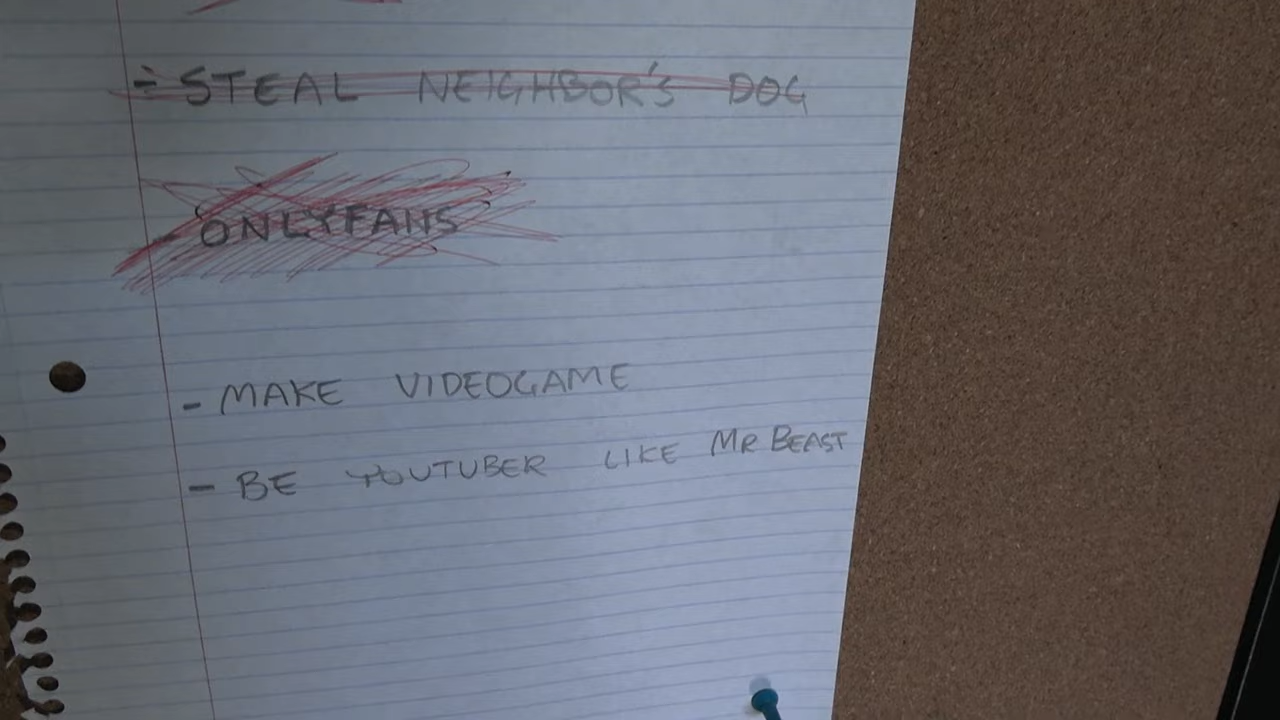 - STEAL NEIGHBOR'S DOG
- ONLYFANS
- MAKE VIDEOGAME
- BE YOUTUBER LIKE MR BEAST